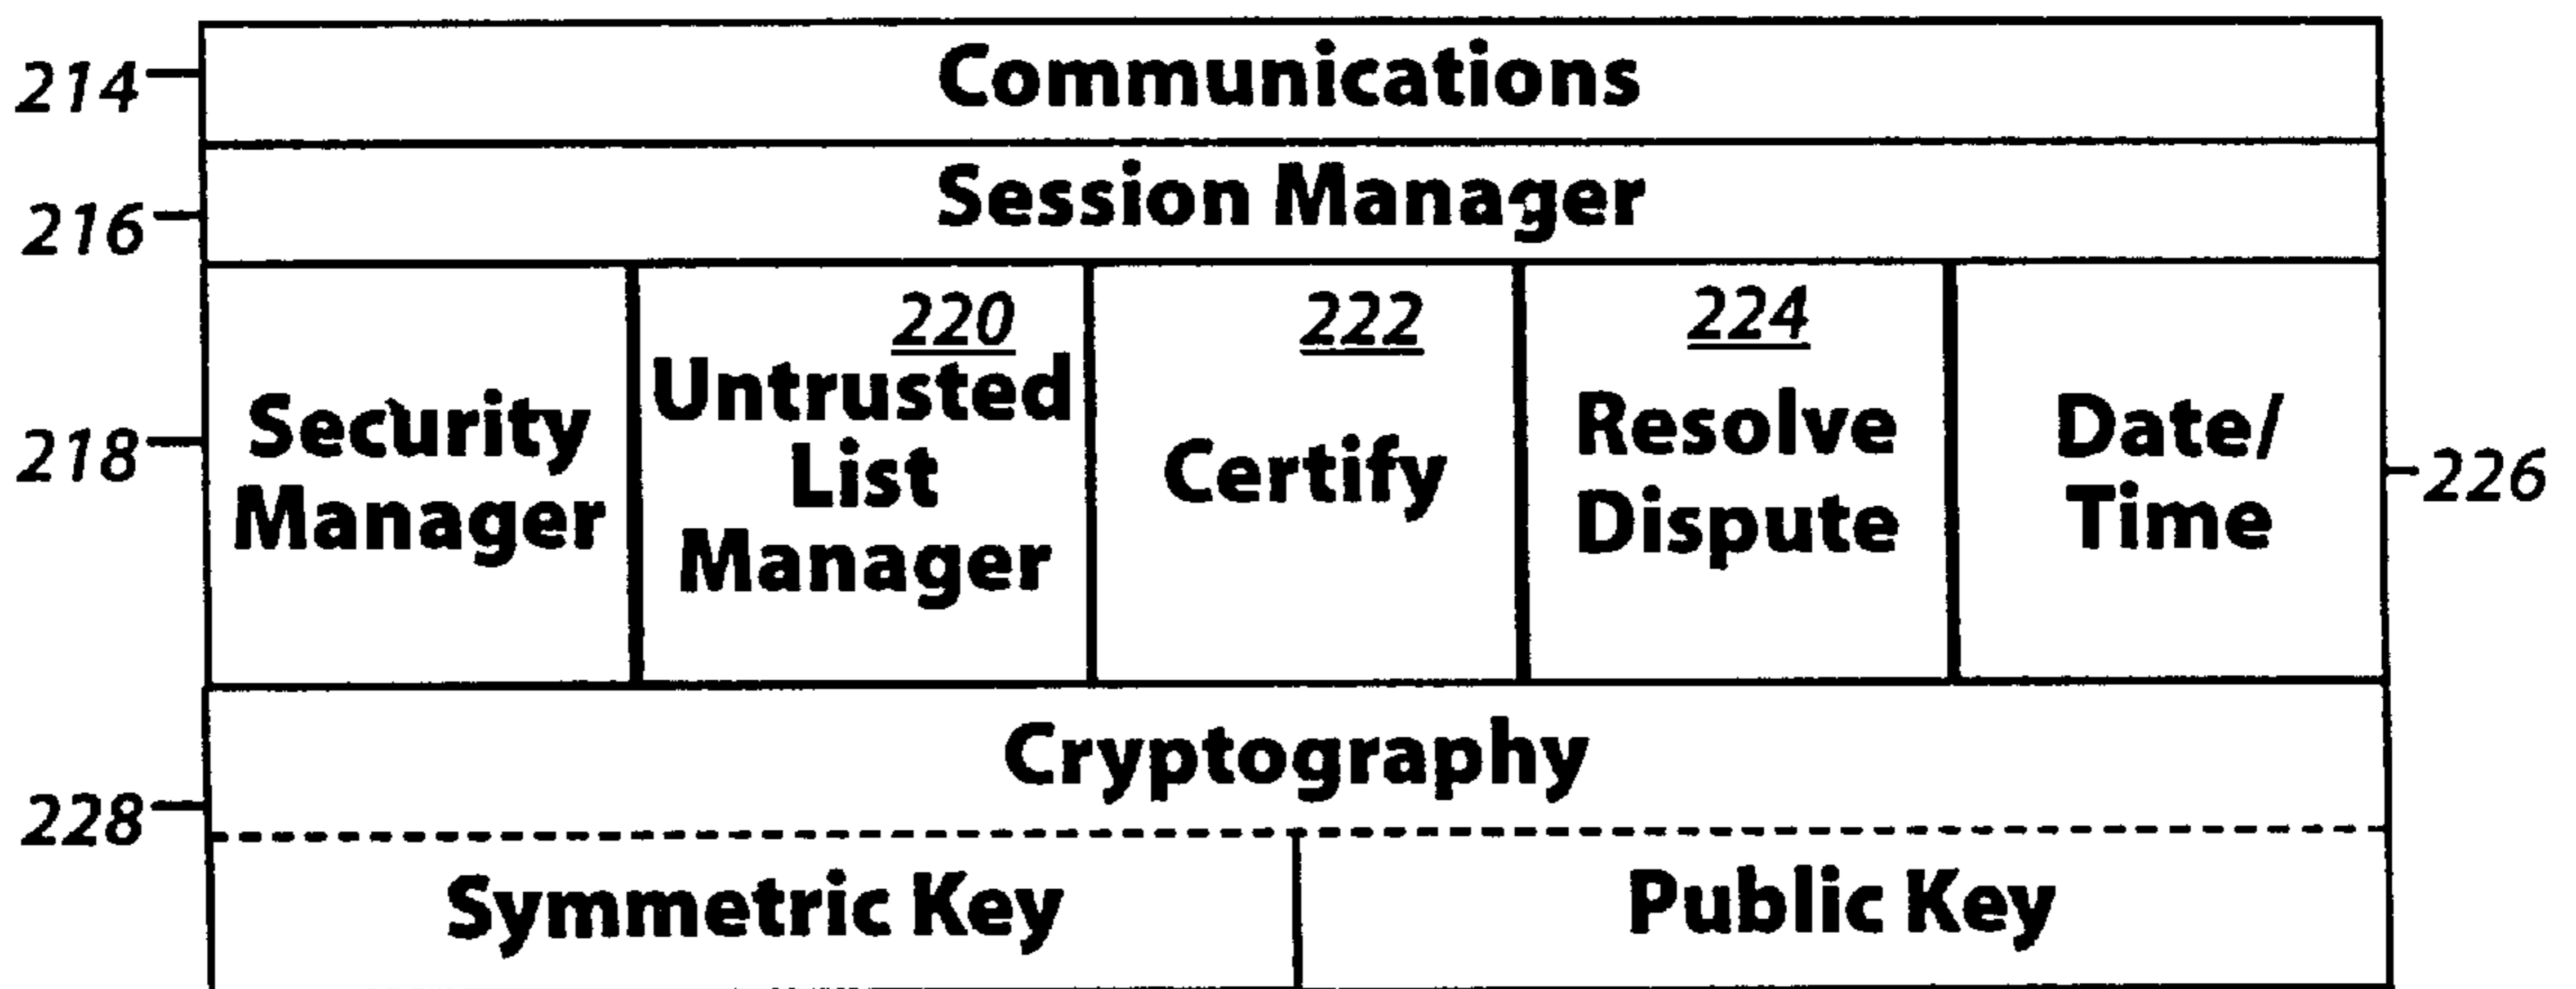 214
Communications
216
Session Manager
218
Security
Manager
220
Untrusted
List
Manager
222
Certify
224
Resolve
Dispute
Date/
Time
226
228
Cryptography
Symmetric Key
Public Key